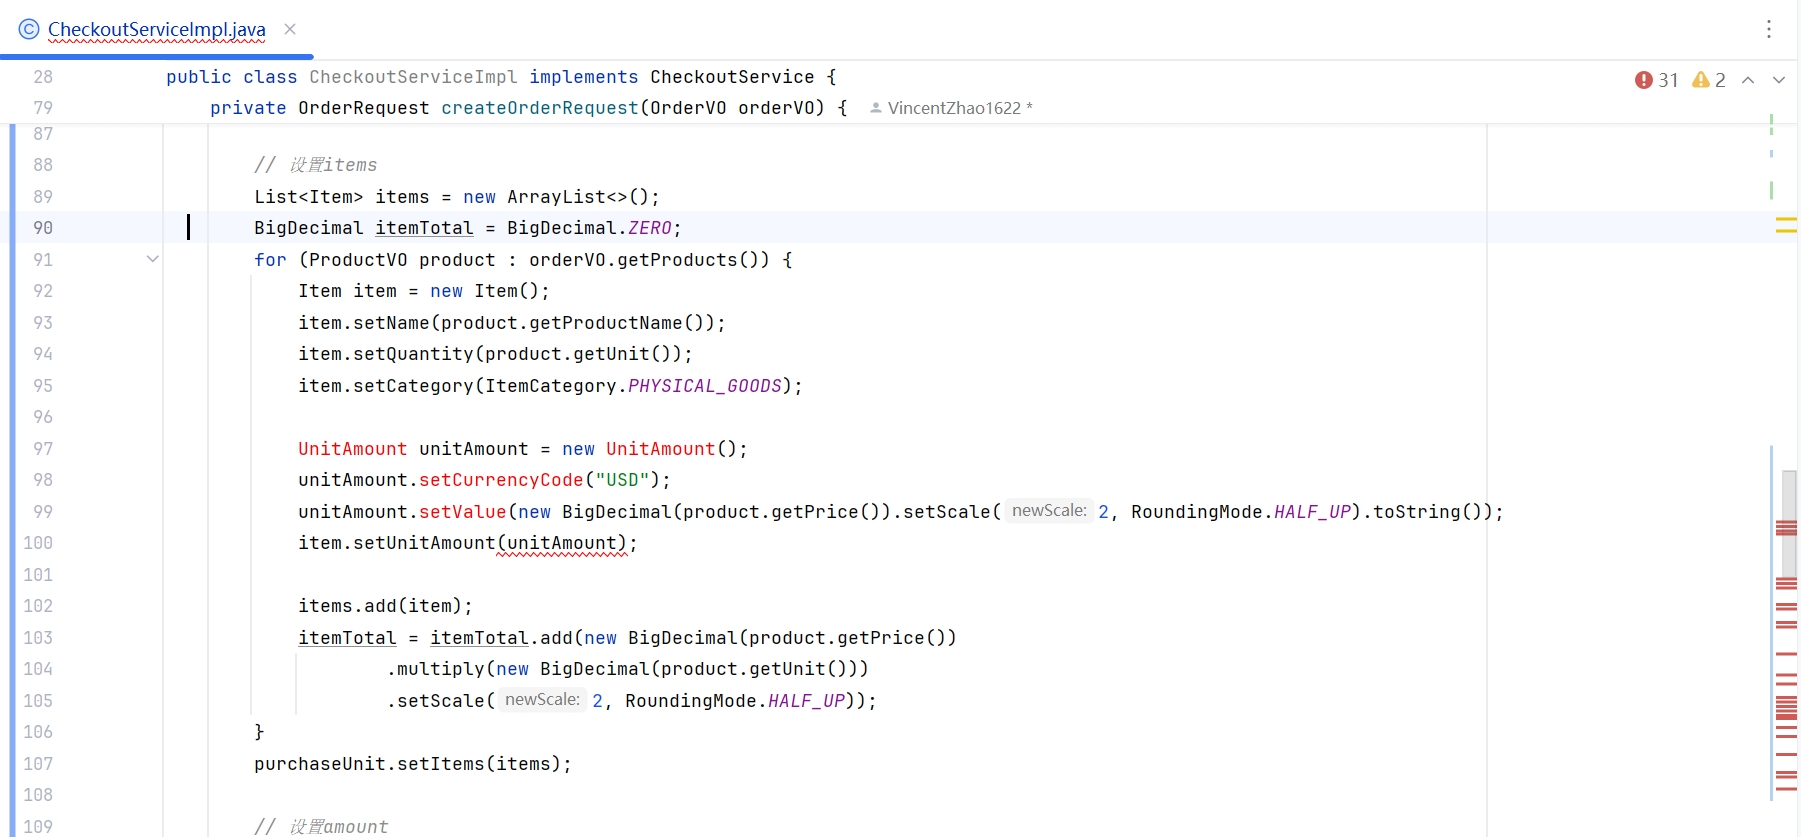 CheckoutServiceImpl.java
28 public class CheckoutServiceImpl implements CheckoutService {
31 2
79 private OrderRequest createOrderRequest(OrderVO orderVO) { VincentZhao1622 *
87
88 // 设置items
89 List<Item> items = new ArrayList<>();
90 BigDecimal itemTotal = BigDecimal.ZERO;
91 for (ProductVO product : orderVO.getProducts()) {
92 Item item = new Item();
93 item.setName(product.getProductName());
94 item.setQuantity(product.getUnit());
95 item.setCategory(ItemCategory.PHYSICAL_GOODS);
96
97 UnitAmount unitAmount = new UnitAmount();
98 unitAmount.setCurrencyCode("USD");
99 unitAmount.setValue(new BigDecimal(product.getPrice()).setScale( newScale: 2, RoundingMode.HALF_UP).toString());
100 item.setUnitAmount(unitAmount);
101
102 items.add(item);
103 itemTotal = itemTotal.add(new BigDecimal(product.getPrice())
104 .multiply(new BigDecimal(product.getUnit()))
105 .setScale( newScale: 2, RoundingMode.HALF_UP));
106 }
107 purchaseUnit.setItems(items);
108
109 // 设置amount